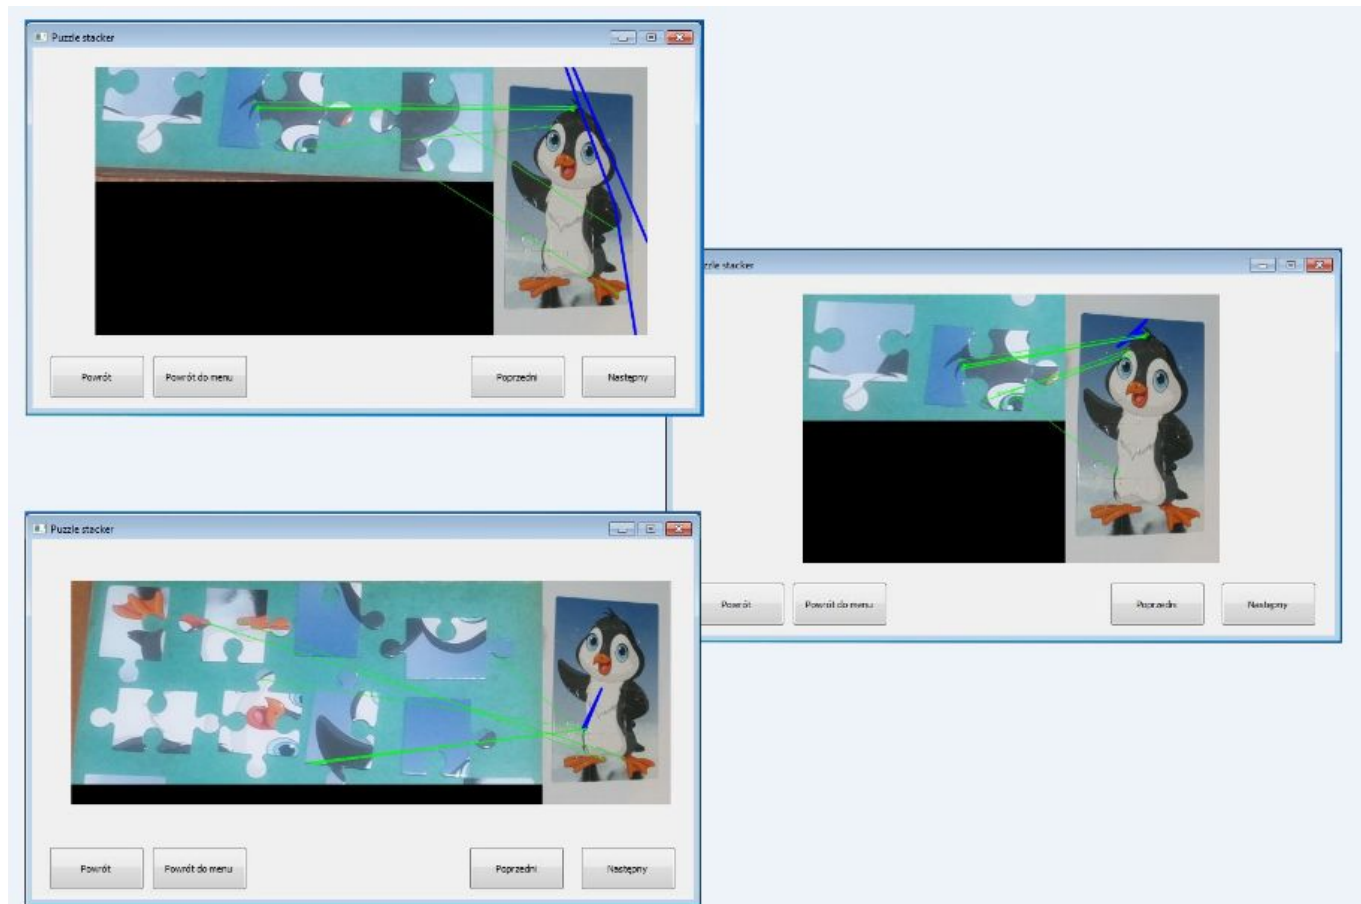 Puzzle stacker
Powrót Powrót do menu Poprzedni Następny
zzle stacker
Powrót Powrót do menu Poprzedni Następny
Puzzle stacker
Powrót Powrót do menu Poprzedni Następny